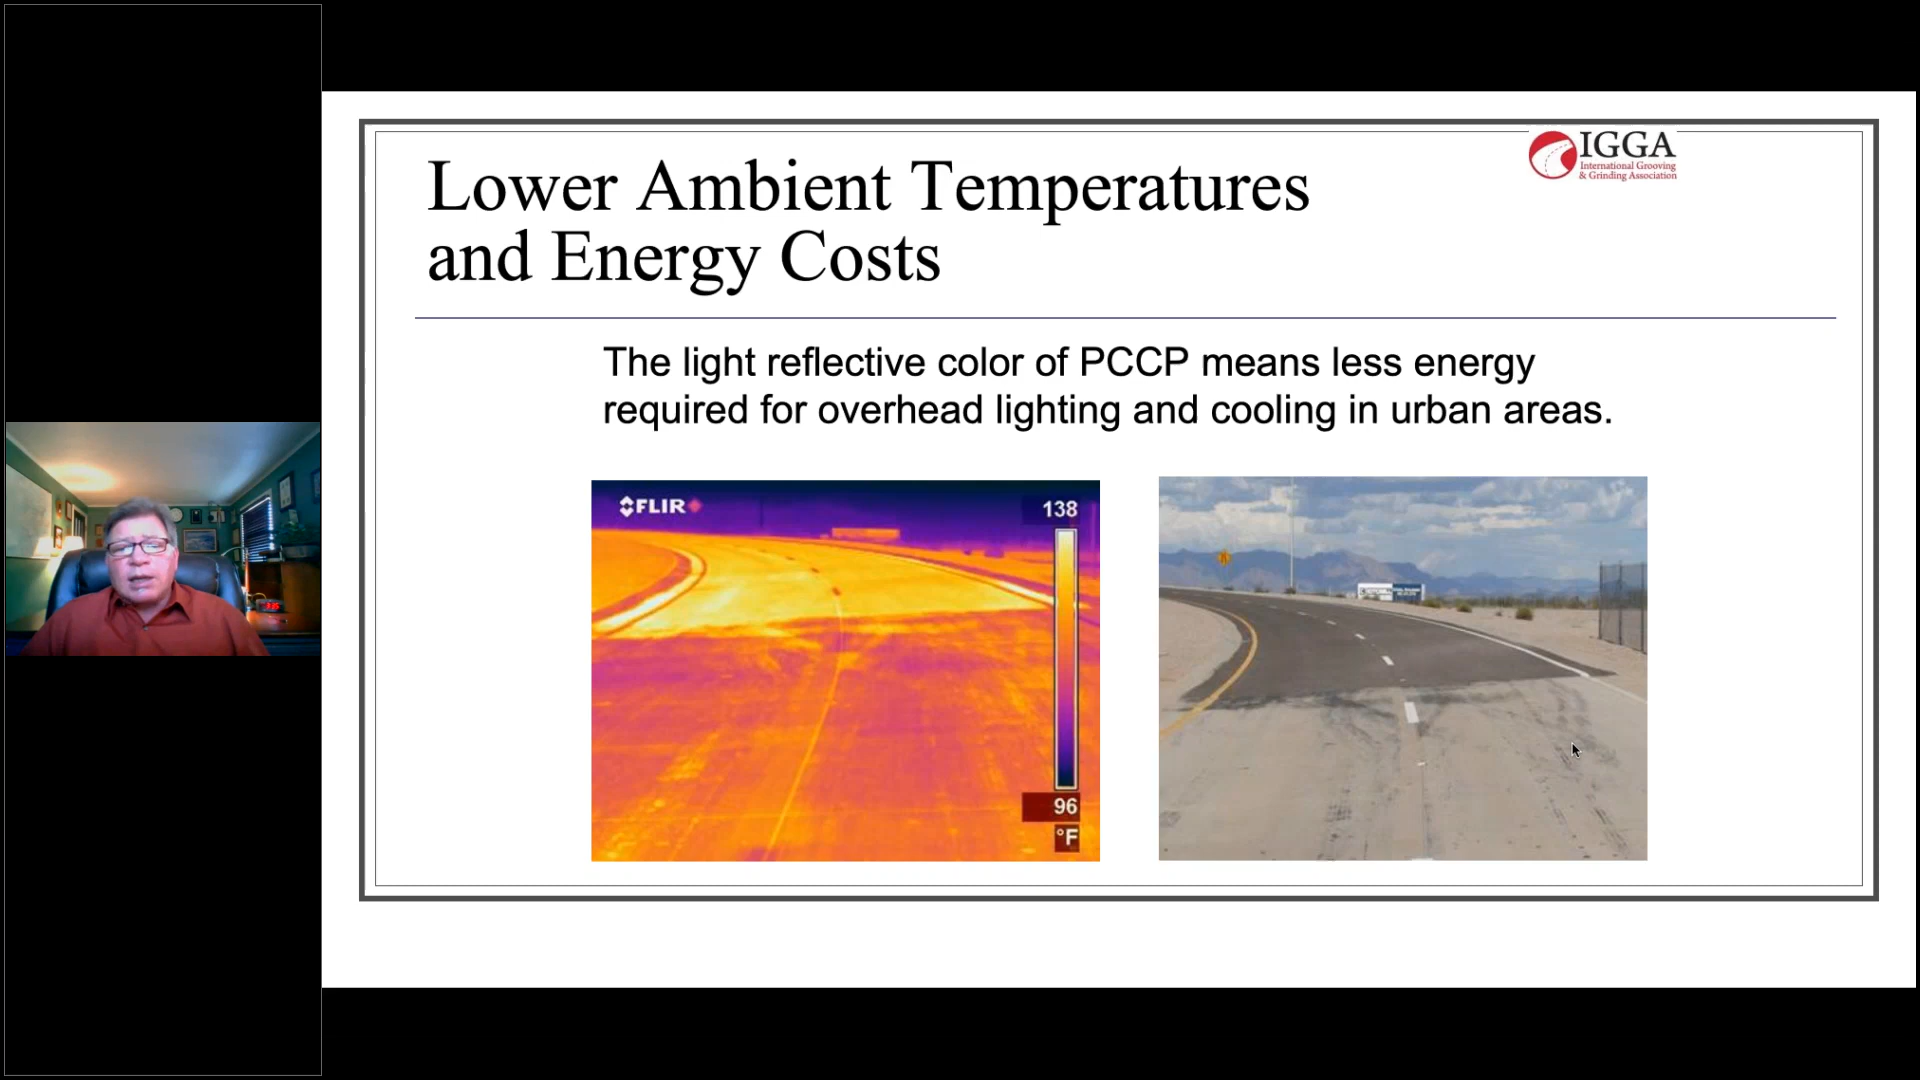 Lower Ambient Temperatures
and Energy Costs
IGGA
International Grooving
& Grinding Association
The light reflective color of PCCP means less energy
required for overhead lighting and cooling in urban areas.
FLIR
138
96
°F